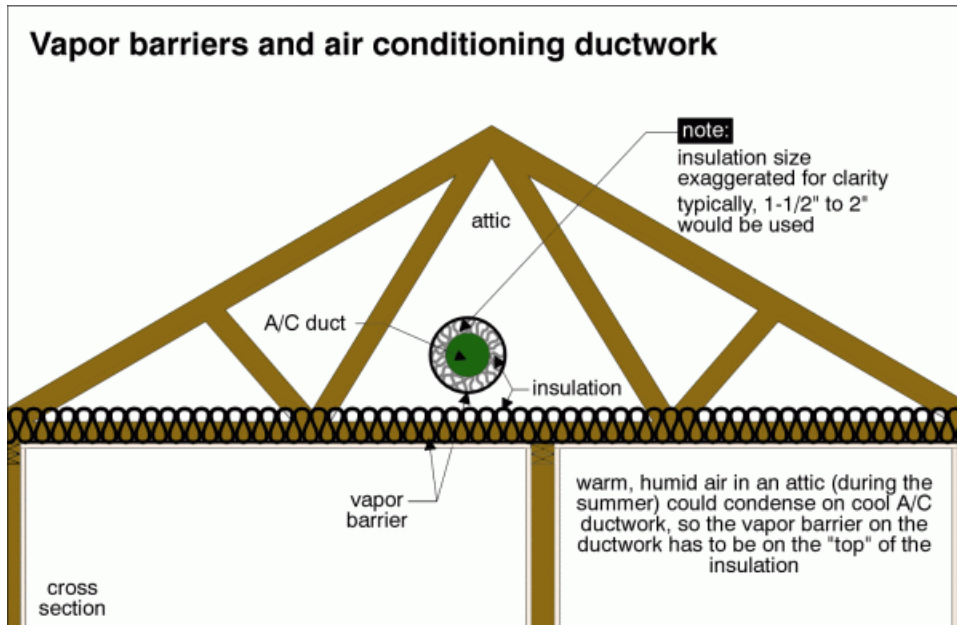 Vapor barriers and air conditioning ductwork
note:
insulation size
exaggerated for clarity
typically, 1-1/2" to 2"
would be used
attic
A/C duct
insulation
vapor
barrier
warm, humid air in an attic (during the
summer) could condense on cool A/C
ductwork, so the vapor barrier on the
ductwork has to be on the "top" of the
insulation
cross
section